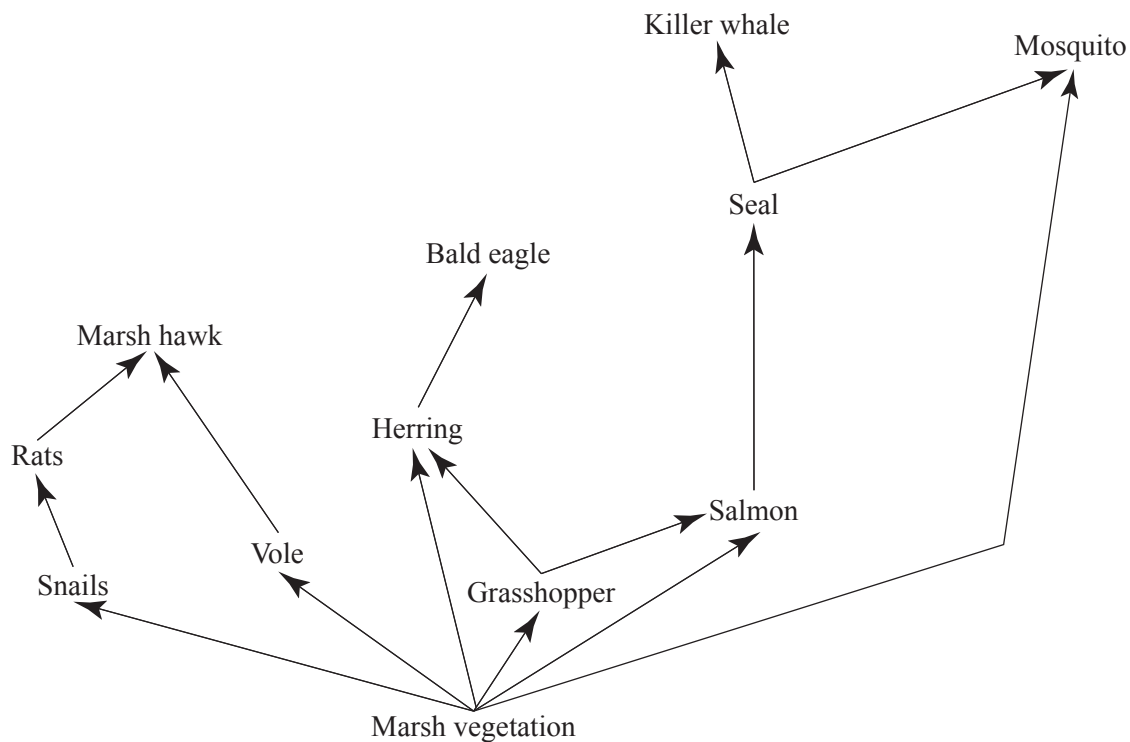 Killer whale
Mosquito
Seal
Bald eagle
Marsh hawk
Herring
Rats
Salmon
Vole
Snails
Grasshopper
Marsh vegetation